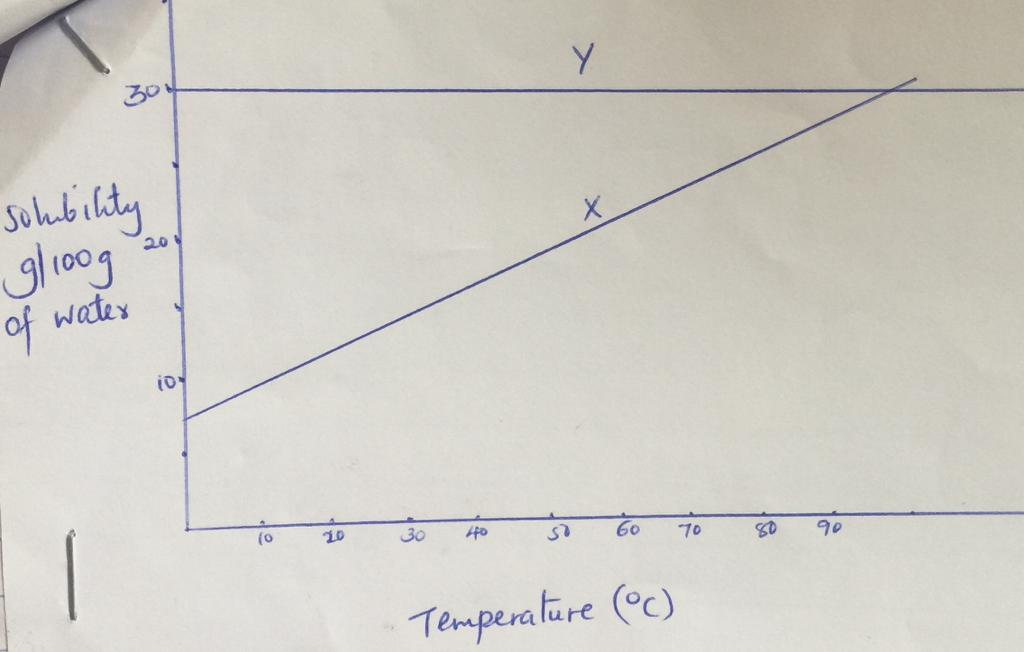 Y
30
X
solubility
g/100g
of water
20
10
10 20 30 40 50 60 70 80 90
Temperature (°C)